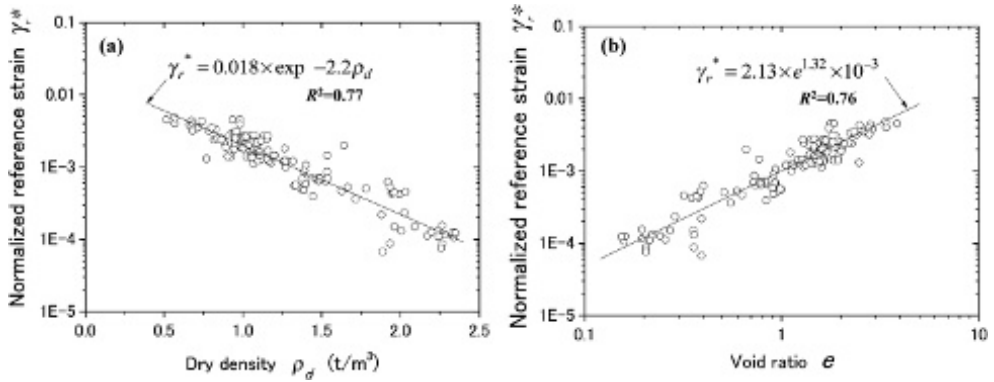 (a)
γr* = 0.018 × exp −2.2ρd
R²=0.77
Normalized reference strain γr*
0.1
0.01
1E-3
1E-4
1E-5
0.0 0.5 1.0 1.5 2.0 2.5
Dry density ρd (t/m³)
(b)
γr* = 2.13 × e^1.32 × 10^−3
R²=0.76
Normalized reference strain γr*
0.1
0.01
1E-3
1E-4
1E-5
0.1 1 10
Void ratio e